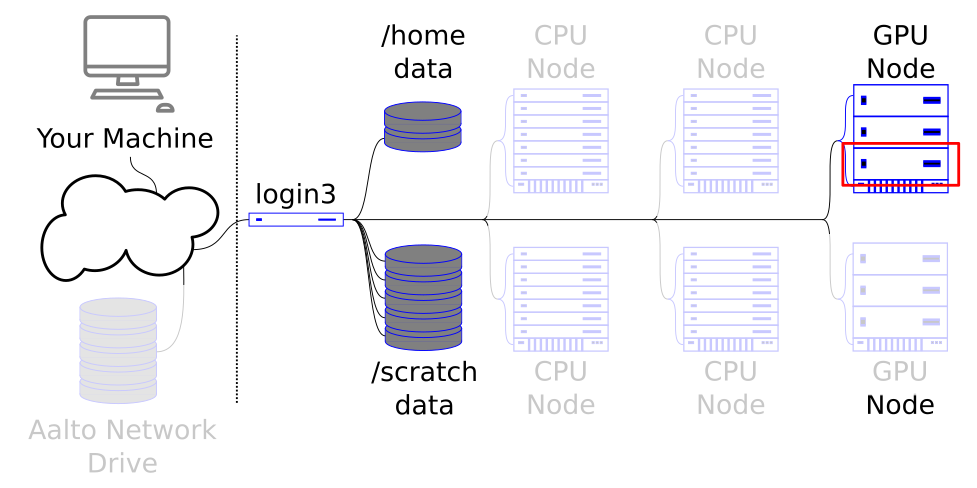 /home
data
CPU
Node
CPU
Node
GPU
Node
Your Machine
login3
/scratch
data
CPU
Node
CPU
Node
GPU
Node
Aalto Network
Drive